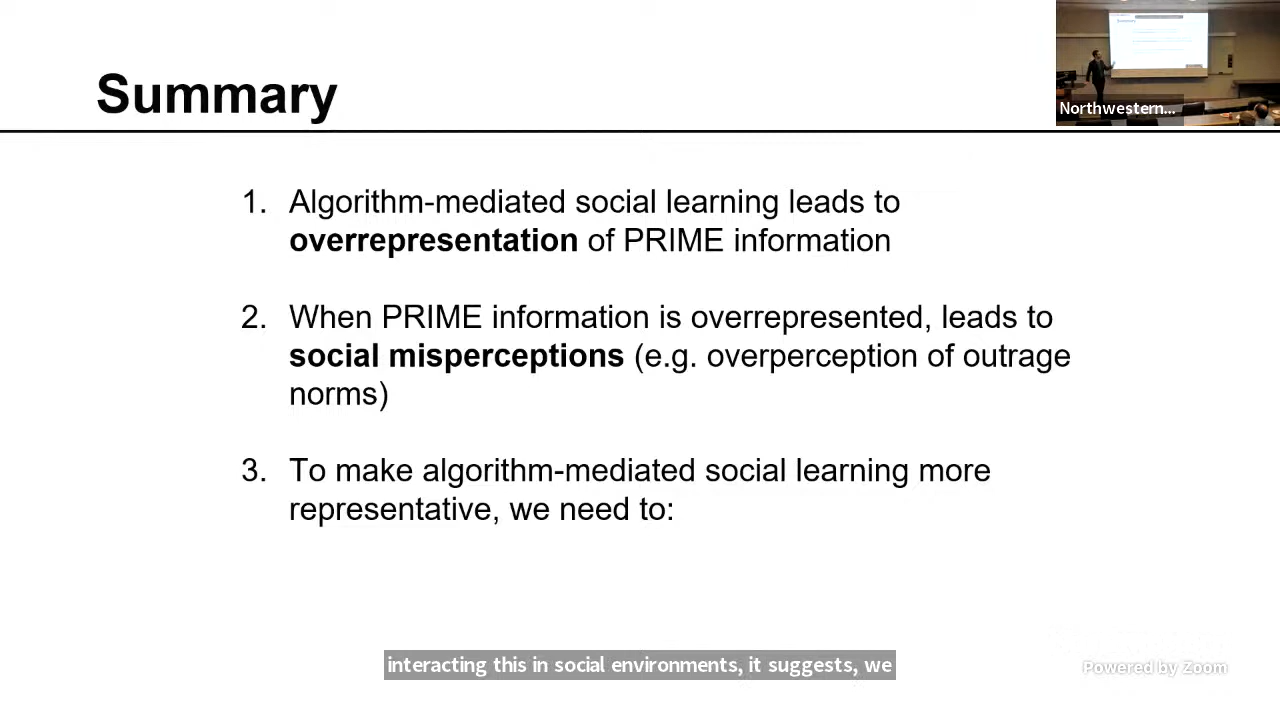 Summary
Northwestern...
1. Algorithm-mediated social learning leads to
overrepresentation of PRIME information
2. When PRIME information is overrepresented, leads to
social misperceptions (e.g. overperception of outrage
norms)
3. To make algorithm-mediated social learning more
representative, we need to:
interacting this in social environments, it suggests, we
Powered by Zoom